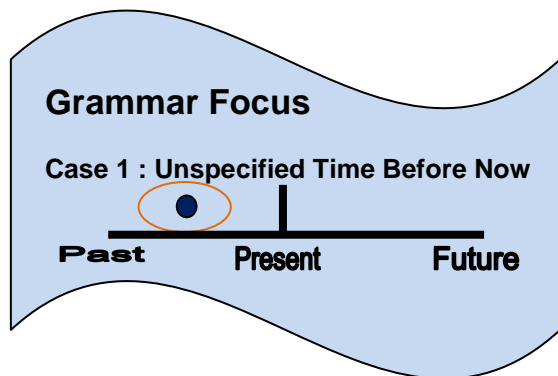 Grammar Focus
Case 1 : Unspecified Time Before Now
Past Present Future